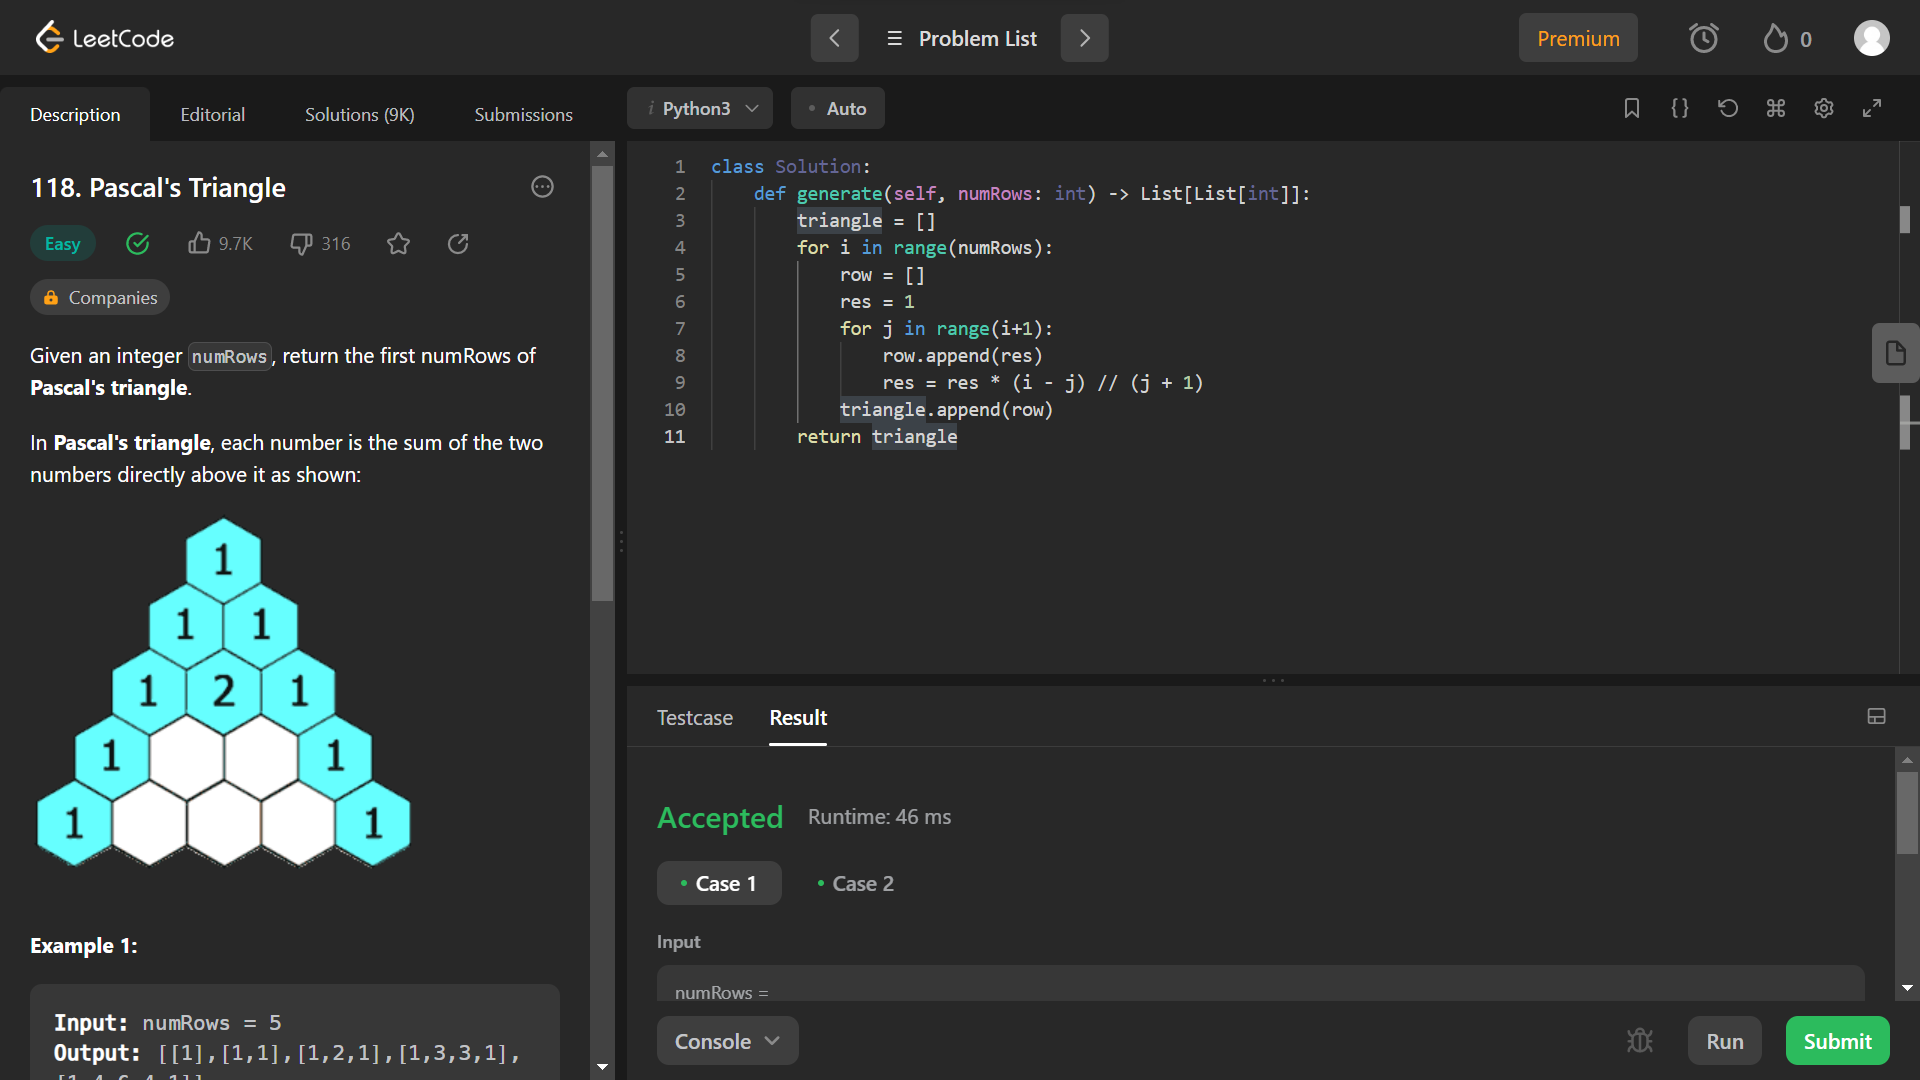 LeetCode
Problem List
Premium
0
Description
Editorial
Solutions (9K)
Submissions
118. Pascal's Triangle
Easy
9.7K
316
Companies
Given an integer numRows, return the first numRows of
Pascal's triangle.
In Pascal's triangle, each number is the sum of the two
numbers directly above it as shown:
1
1 1
1 2 1
1 1
1 1
Example 1:
Input: numRows = 5
Output: [[1],[1,1],[1,2,1],[1,3,3,1],
i Python3
Auto
1 class Solution:
2 def generate(self, numRows: int) -> List[List[int]]:
3 triangle = []
4 for i in range(numRows):
5 row = []
6 res = 1
7 for j in range(i+1):
8 row.append(res)
9 res = res * (i - j) // (j + 1)
10 triangle.append(row)
11 return triangle
Testcase
Result
Accepted
Runtime: 46 ms
Case 1
Case 2
Input
numRows =
Console
Run
Submit